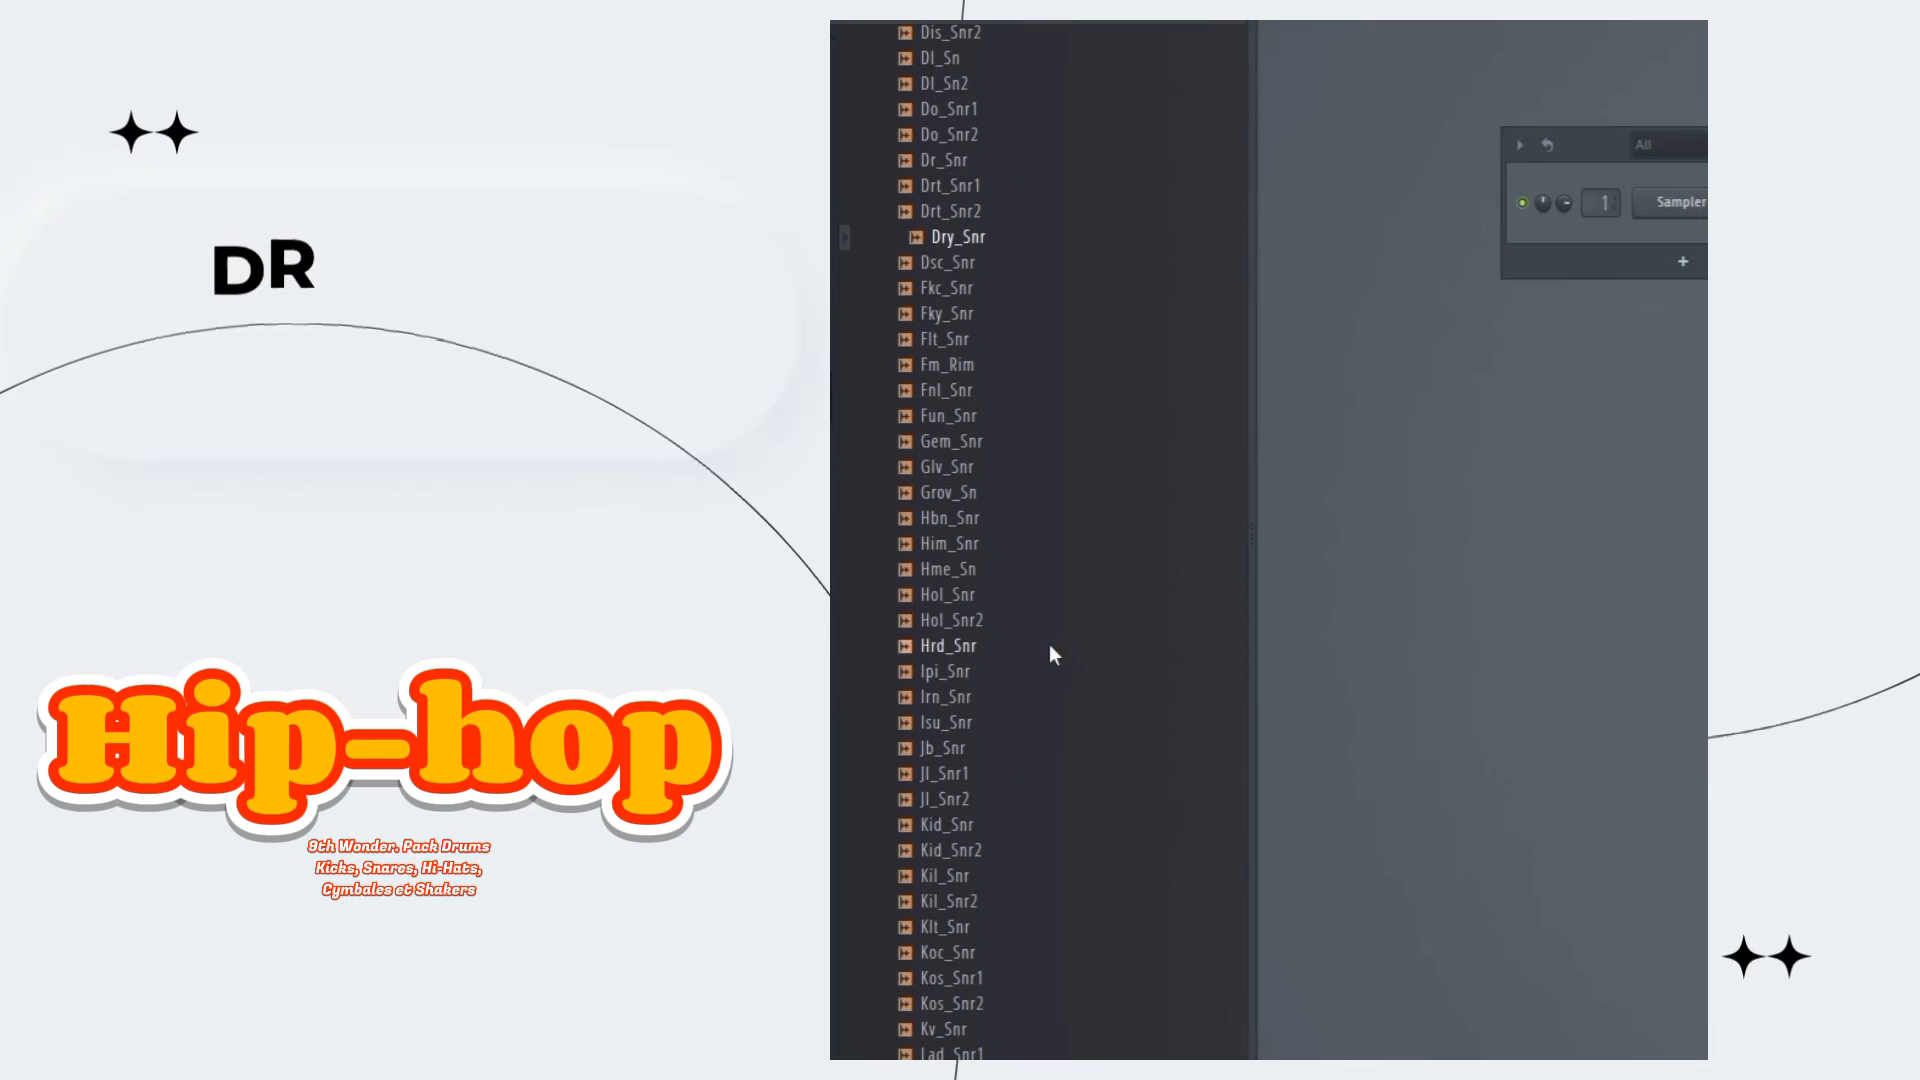 DR
Hip-hop
9th Wonder. Pack Drums
Kicks, Snares, Hi-Hats,
Cymbales et Shakers
Dis_Snr2
Dl_Sn
Dl_Sn2
Do_Snr1
Do_Snr2
Dr_Snr
Drt_Snr1
Drt_Snr2
Dry_Snr
Dsc_Snr
Fkc_Snr
Fky_Snr
Flt_Snr
Fm_Rim
Fnl_Snr
Fun_Snr
Gem_Snr
Glv_Snr
Grov_Sn
Hbn_Snr
Him_Snr
Hme_Sn
Hol_Snr
Hol_Snr2
Hrd_Snr
Ipi_Snr
Irn_Snr
Isu_Snr
Jb_Snr
Jl_Snr1
Jl_Snr2
Kid_Snr
Kid_Snr2
Kil_Snr
Kil_Snr2
Klt_Snr
Koc_Snr
Kos_Snr1
Kos_Snr2
Kv_Snr
Lad_Snr1
All
1 Sampler
+